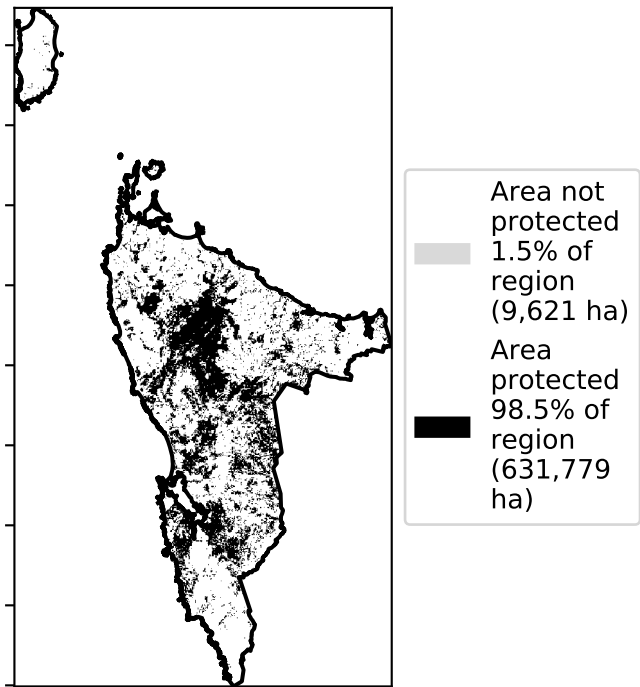 Area not
protected
1.5% of
region
(9,621 ha)
Area
protected
98.5% of
region
(631,779
ha)